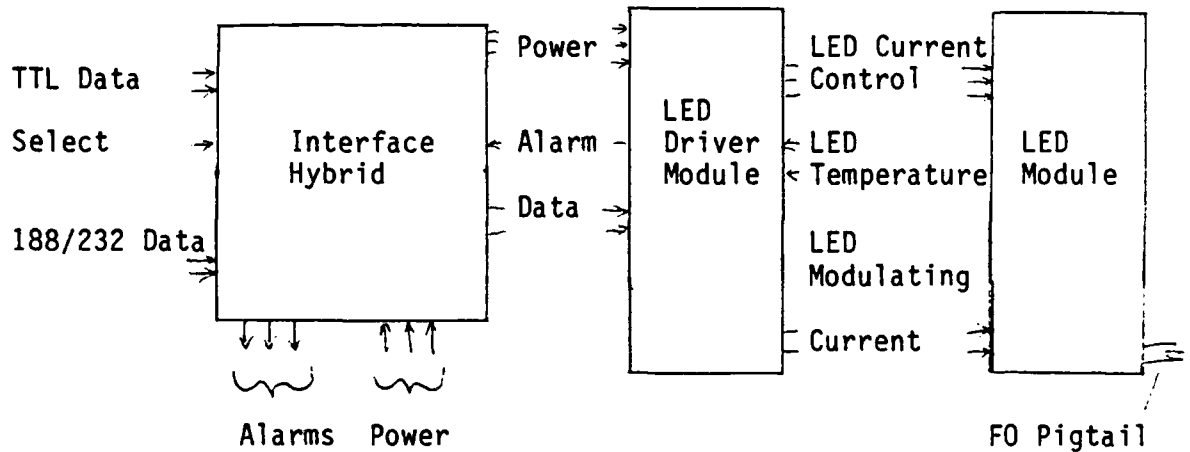 TTL Data
Select
188/232 Data
Interface
Hybrid
Alarms
Power
Power
Alarm
Data
LED
Driver
Module
LED Current
Control
LED
Temperature
LED
Modulating
Current
LED
Module
FO Pigtail